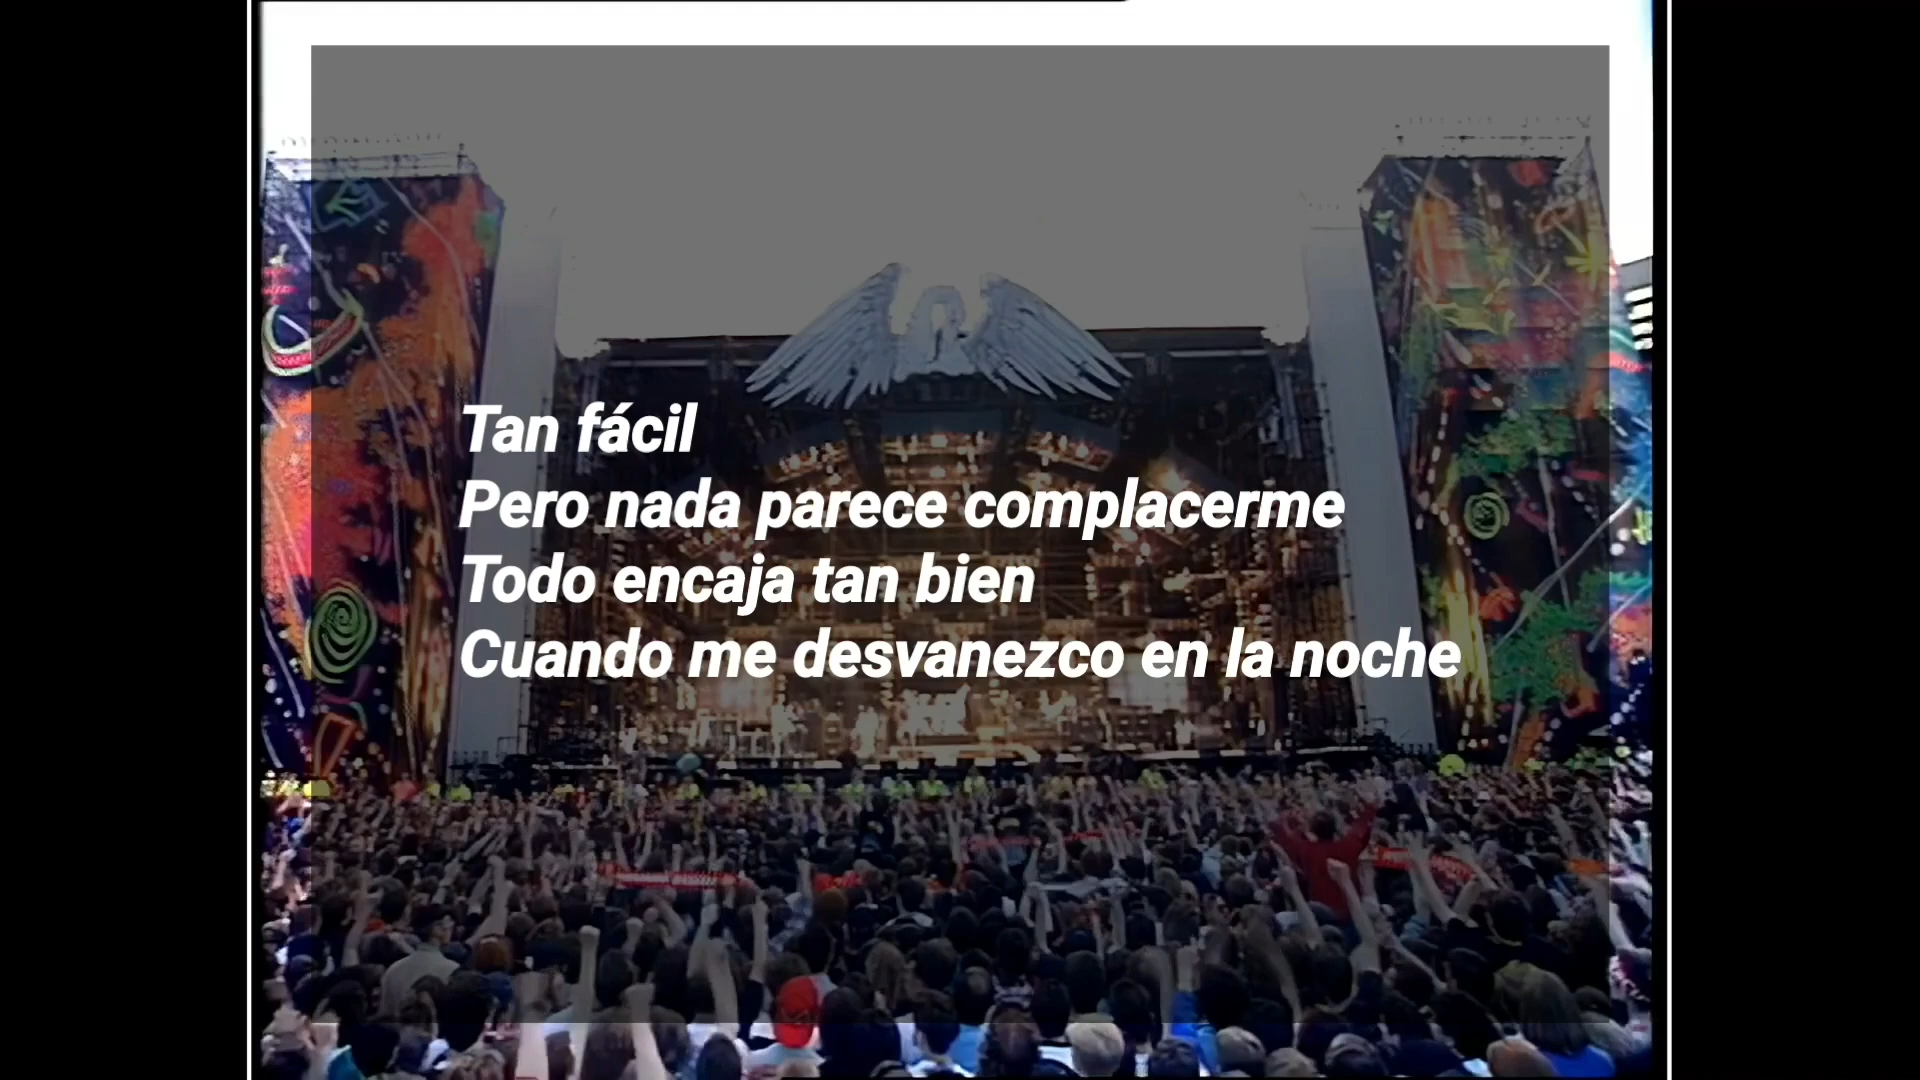 Tan fácil
Pero nada parece complacerme
Todo encaja tan bien
Cuando me desvanezco en la noche